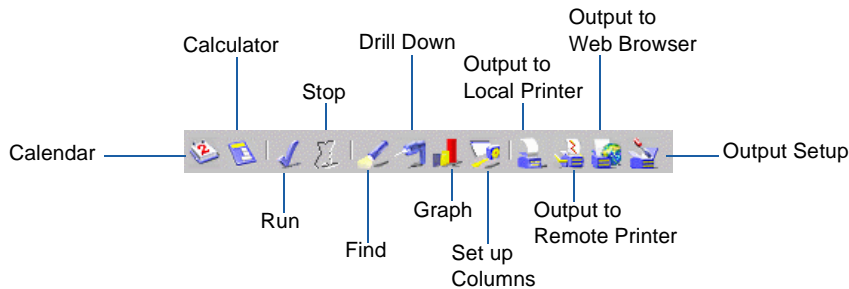 Output to
Web Browser
Calculator
Drill Down
Output to
Local Printer
Stop
2
Calendar
Output Setup
Run
Graph
Output to
Remote Printer
Find
Set up
Columns